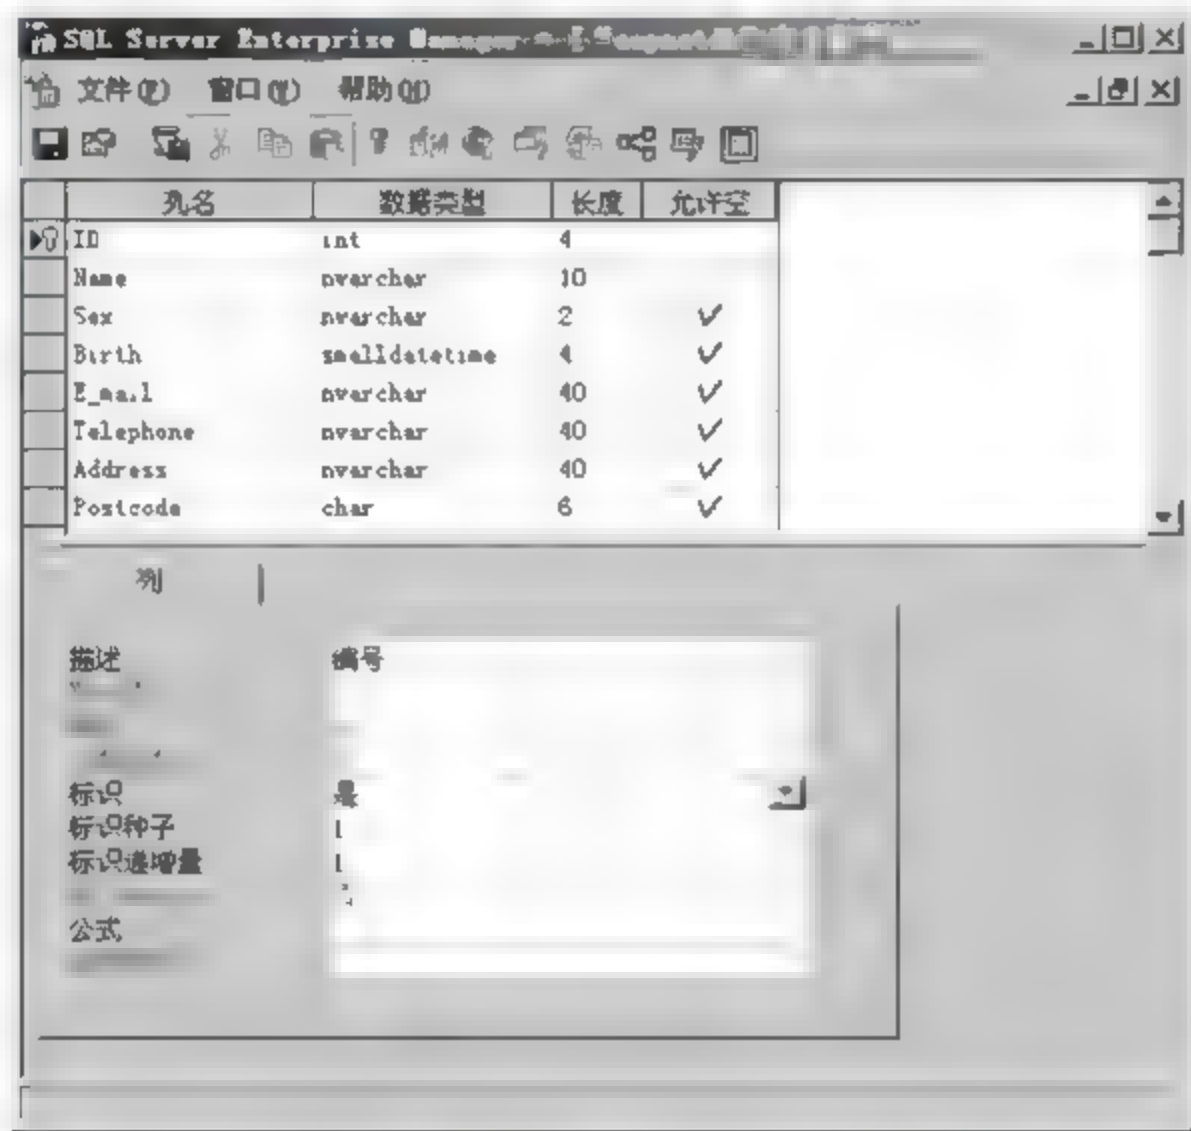 SQL Server Enterprise Manager
文件(F) 窗口(W) 帮助(H)
列名 数据类型 长度 允许空
ID int 4
Name nvarchar 10
Sex nvarchar 2
Birth smalldatetime 4
E_mail nvarchar 40
Telephone nvarchar 40
Address nvarchar 40
Postcode char 6
列
描述 编号
标识 是
标识种子 1
标识递增量 1
公式